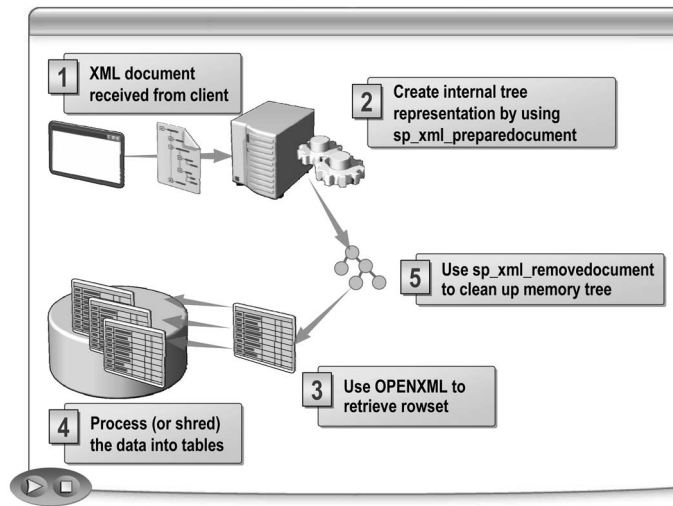 1 XML document
received from client
2 Create internal tree
representation by using
sp_xml_preparedocument
3 Use OPENXML to
retrieve rowset
4 Process (or shred)
the data into tables
5 Use sp_xml_removedocument
to clean up memory tree